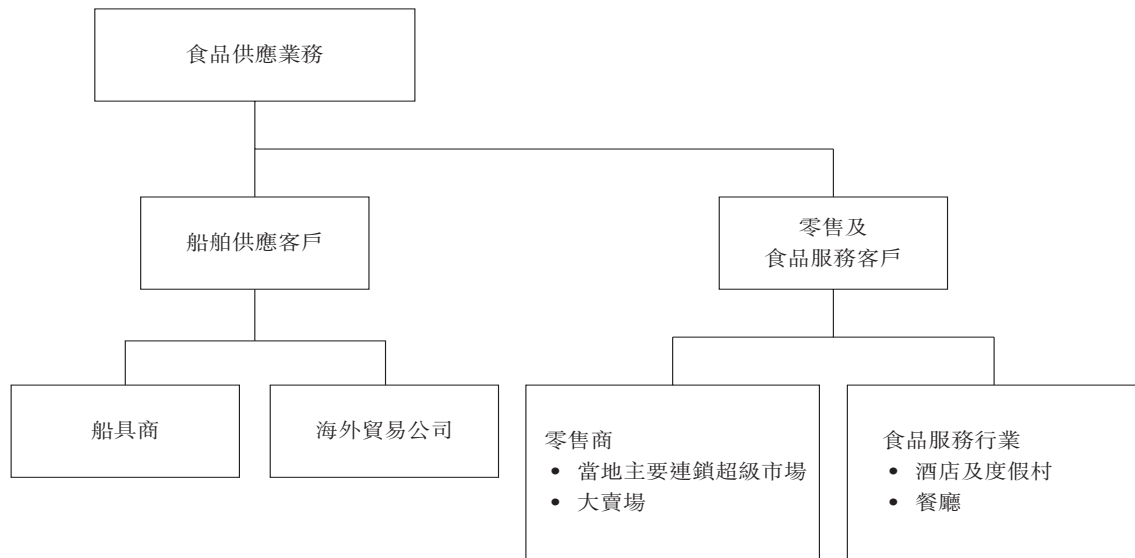 食品供應業務
船舶供應客戶
零售及
食品服務客戶
船具商
海外貿易公司
零售商
• 當地主要連鎖超級市場
• 大賣場
食品服務行業
• 酒店及度假村
• 餐廳